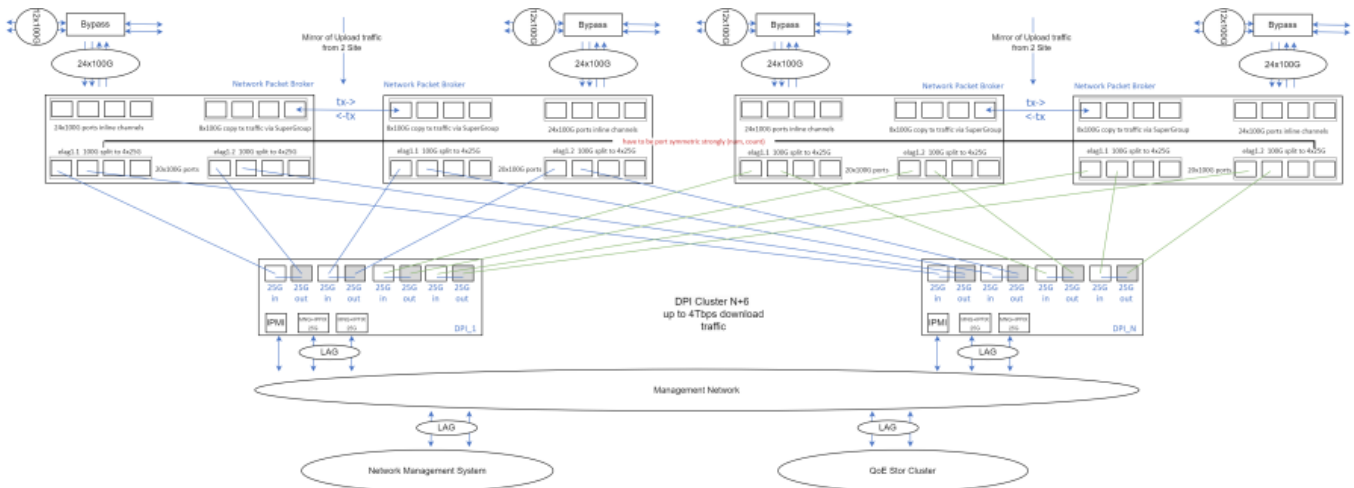 12x100G
Bypass
12x100G
Bypass
12x100G
Bypass
12x100G
Bypass
24x100G
Mirror of Upload traffic
from 2 Site
24x100G
24x100G
Mirror of Upload traffic
from 2 Site
24x100G
Network Packet Broker
Network Packet Broker
Network Packet Broker
Network Packet Broker
tx->
<-tx
tx->
<-tx
24x100G ports inline channels
8x100G copy tx traffic via SuperGroup
8x100G copy tx traffic via SuperGroup
24x100G ports inline channels
24x100G ports inline channels
8x100G copy tx traffic via SuperGroup
8x100G copy tx traffic via SuperGroup
24x100G ports inline channels
have to be port symmetric strongly (num, count)
elag1.1 100G split to 4x25G
elag1.2 100G split to 4x25G
elag1.1 100G split to 4x25G
elag1.2 100G split to 4x25G
elag1.1 100G split to 4x25G
elag1.2 100G split to 4x25G
elag1.1 100G split to 4x25G
elag1.2 100G split to 4x25G
20x100G ports
20x100G ports
20x100G ports
20x100G ports
25G in
25G out
25G in
25G out
25G in
25G out
25G in
25G out
25G in
25G out
25G in
25G out
25G in
25G out
25G in
25G out
DPI Cluster N+6
up to 4Tbps download
traffic
IPMI
25G
25G
DPI_1
IPMI
25G
25G
DPI_N
LAG
LAG
Management Network
LAG
LAG
Network Management System
QoE Stor Cluster